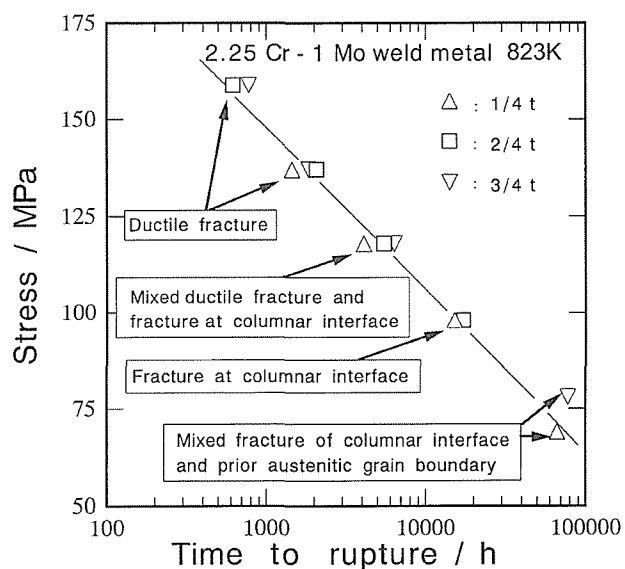 2.25 Cr - 1 Mo weld metal 823K
△ : 1/4 t
□ : 2/4 t
▽ : 3/4 t
175
150
125
100
75
50
Stress / MPa
Ductile fracture
Mixed ductile fracture and
fracture at columnar interface
Fracture at columnar interface
Mixed fracture of columnar interface
and prior austenitic grain boundary
100
1000
10000
100000
Time to rupture / h